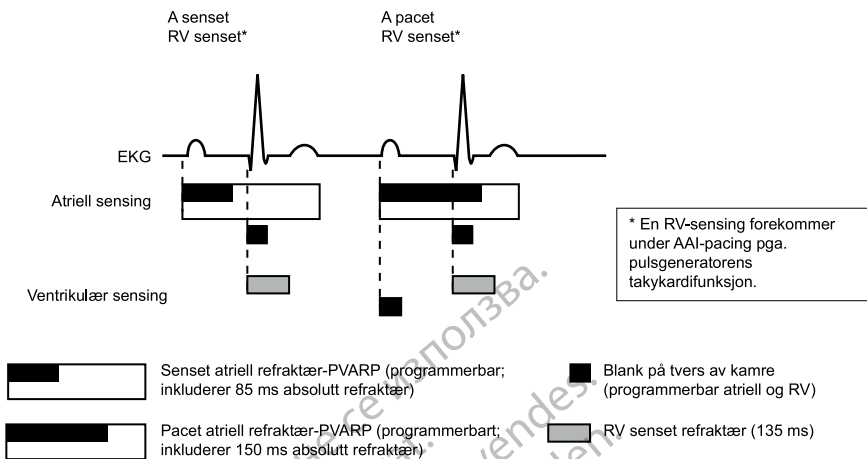 A senset
RV senset*
A pacet
RV senset*
EKG
Atriell sensing
Ventrikulær sensing
* En RV-sensing forekommer
under AAI-pacing pga.
pulsgeneratorens
takykardifunksjon.
Senset atriell refraktær-PVARP (programmerbar;
inkluderer 85 ms absolutt refraktær)
Blank på tvers av kamre
(programmerbar atriell og RV)
Pacet atriell refraktær-PVARP (programmerbart;
inkluderer 150 ms absolutt refraktær)
RV senset refraktær (135 ms)
се използва.